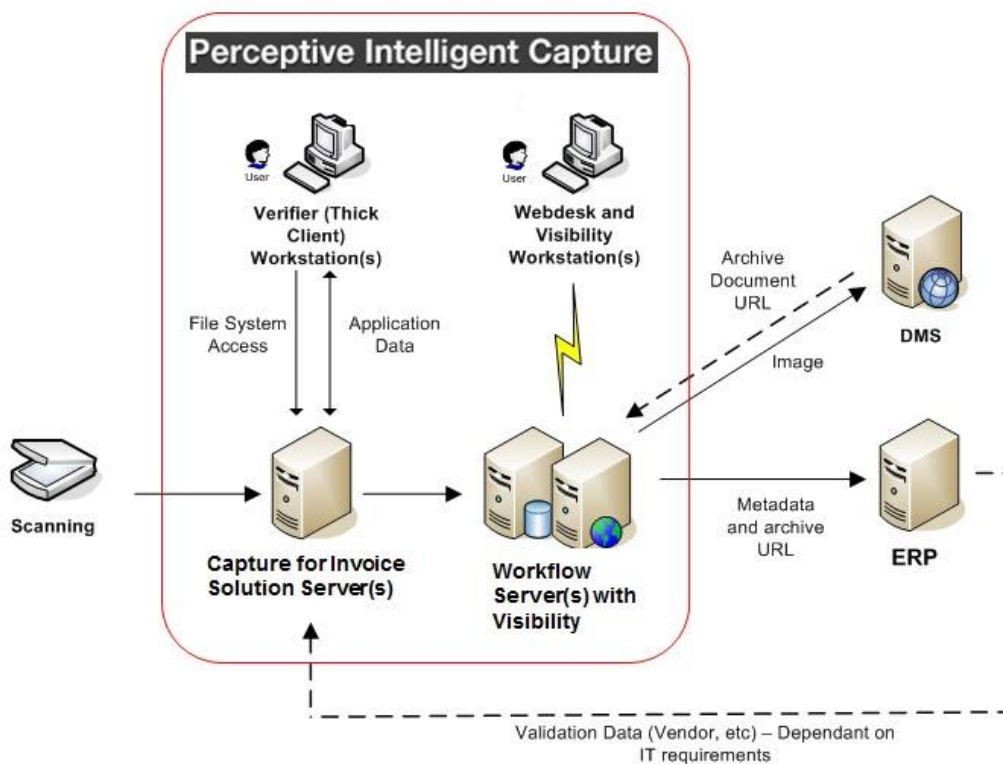 Perceptive Intelligent Capture
User
Verifier (Thick
Client)
Workstation(s)
User
Webdesk and
Visibility
Workstation(s)
File System
Access
Application
Data
Archive
Document
URL
Image
DMS
Scanning
Capture for Invoice
Solution Server(s)
Workflow
Server(s) with
Visibility
Metadata
and archive
URL
ERP
Validation Data (Vendor, etc) – Dependant on
IT requirements